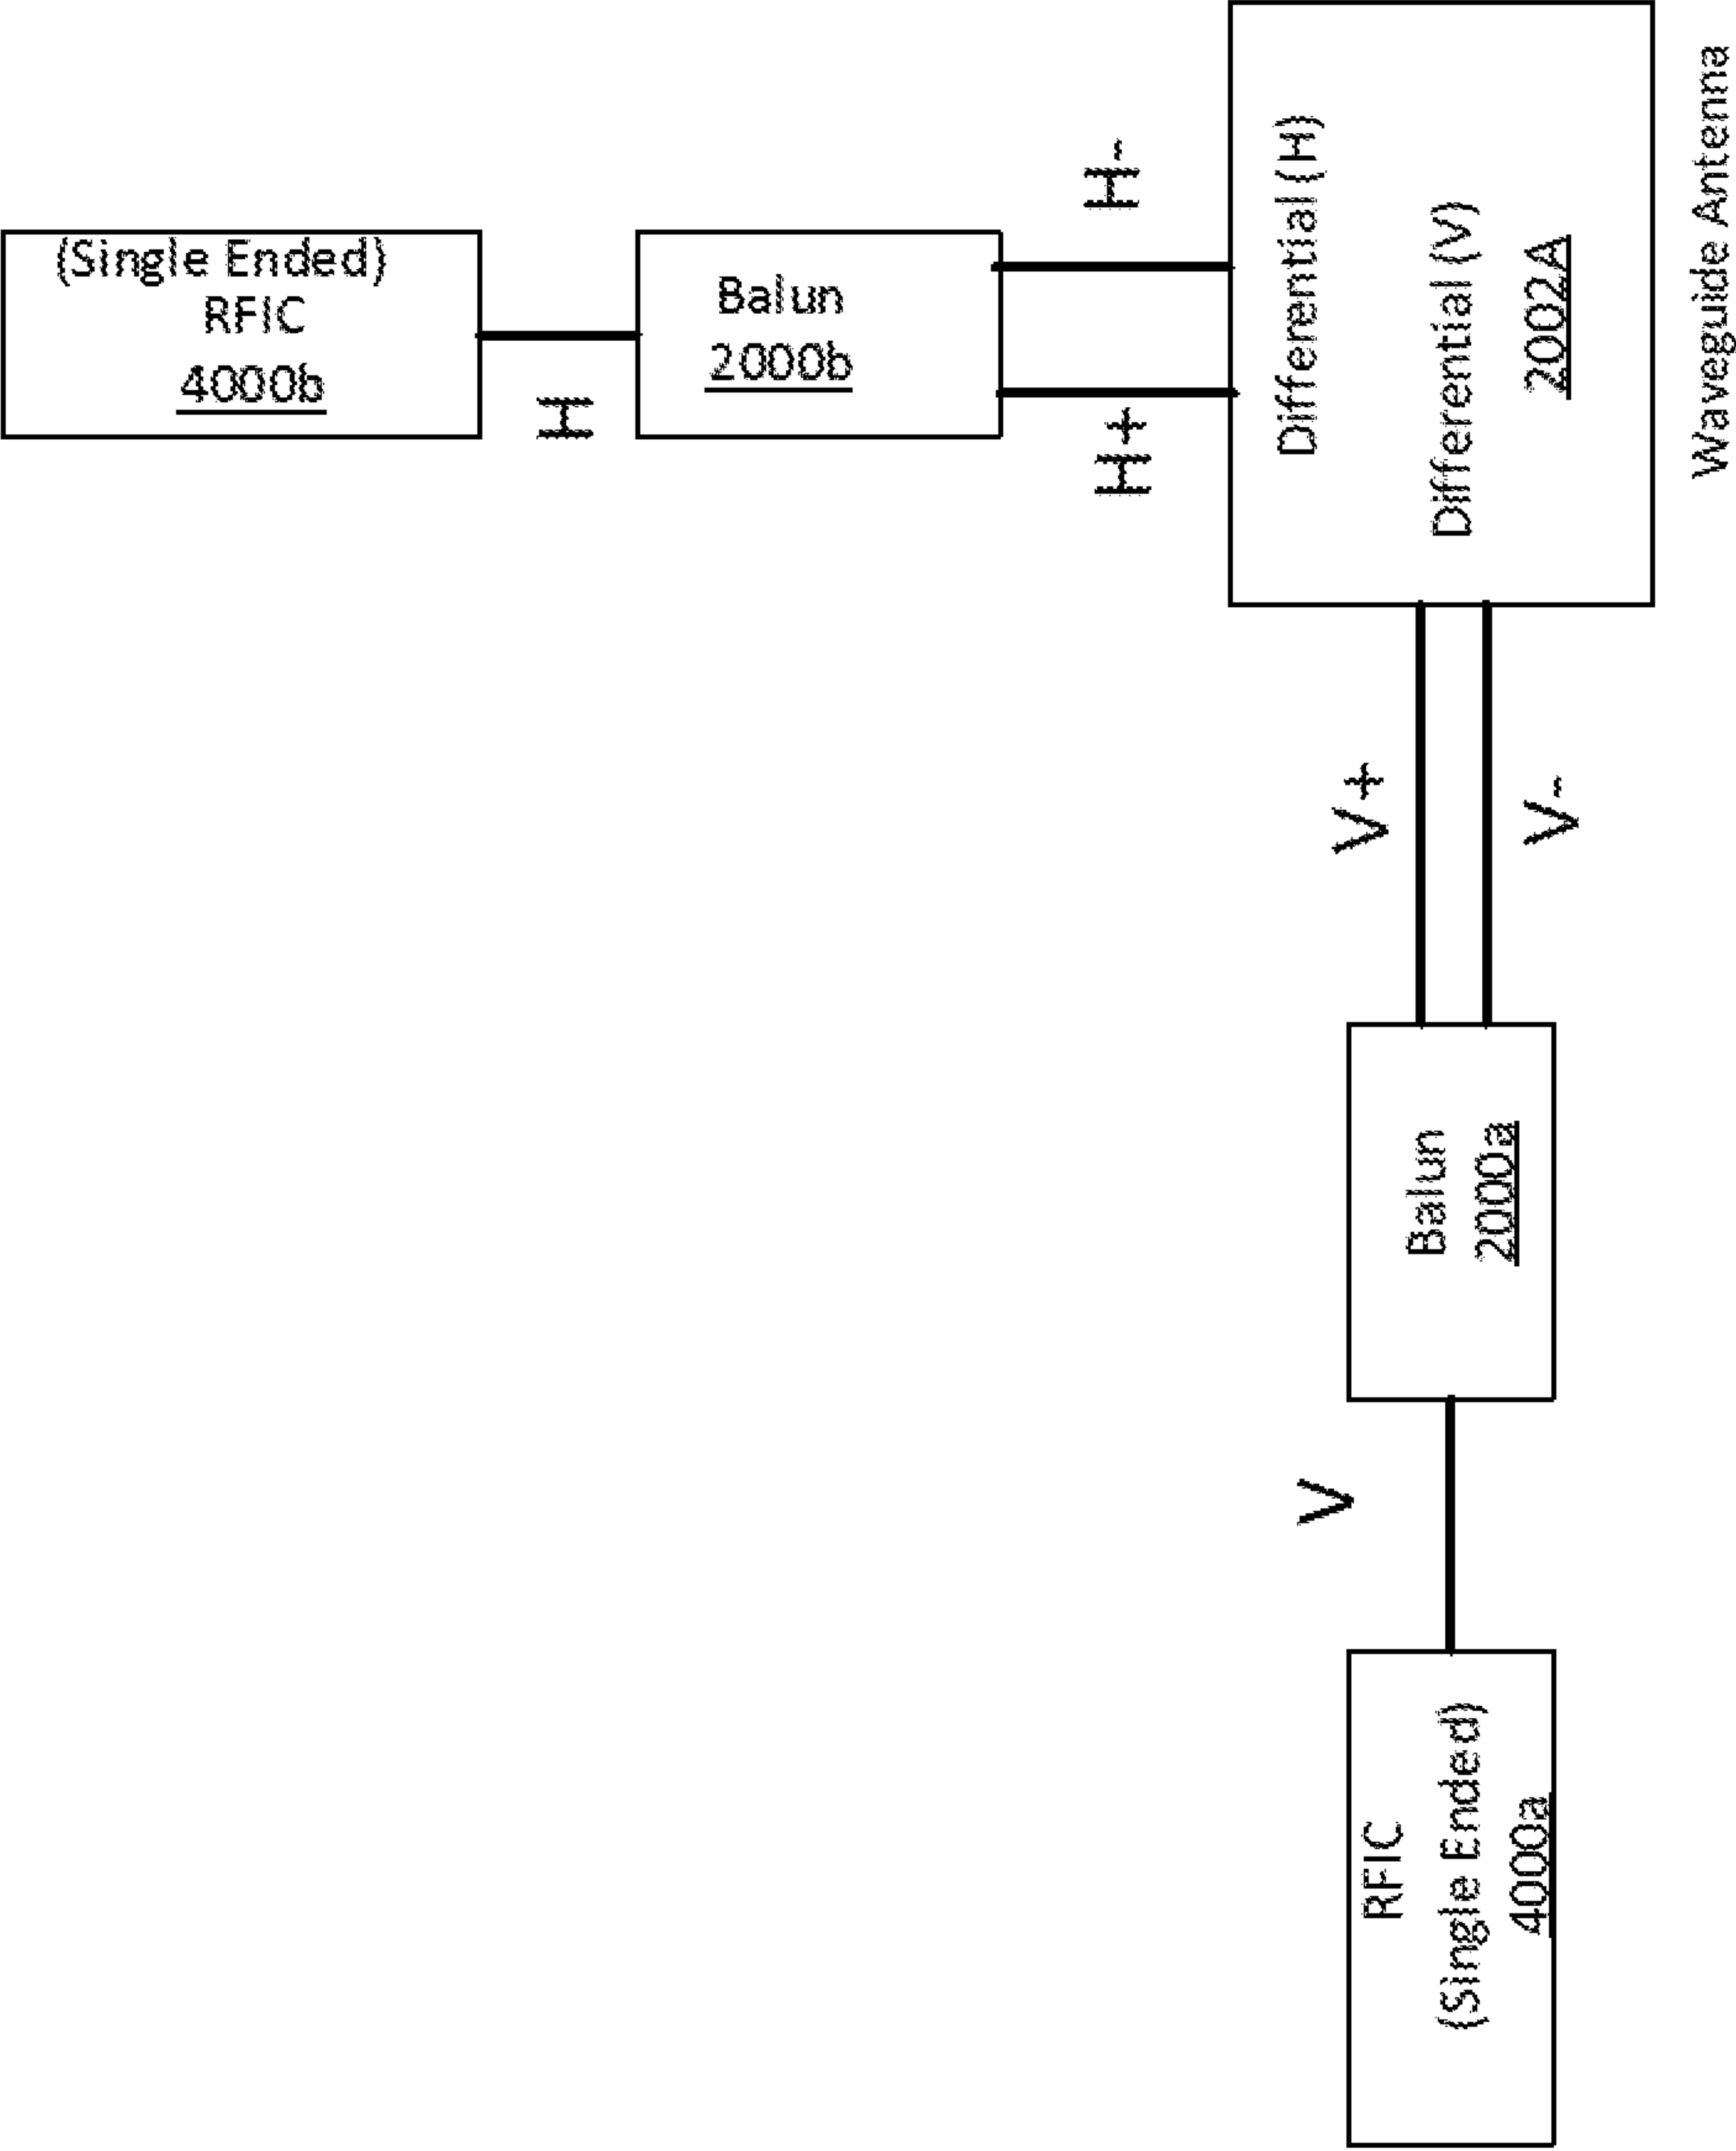 (Single Ended)
RFIC
4000b
H
Balun
2000b
H-
H+
Differential (H)
Differential (V)
2002A
Waveguide Antenna
V+
V-
Balun
2000a
V
RFIC
(Single Ended)
4000a